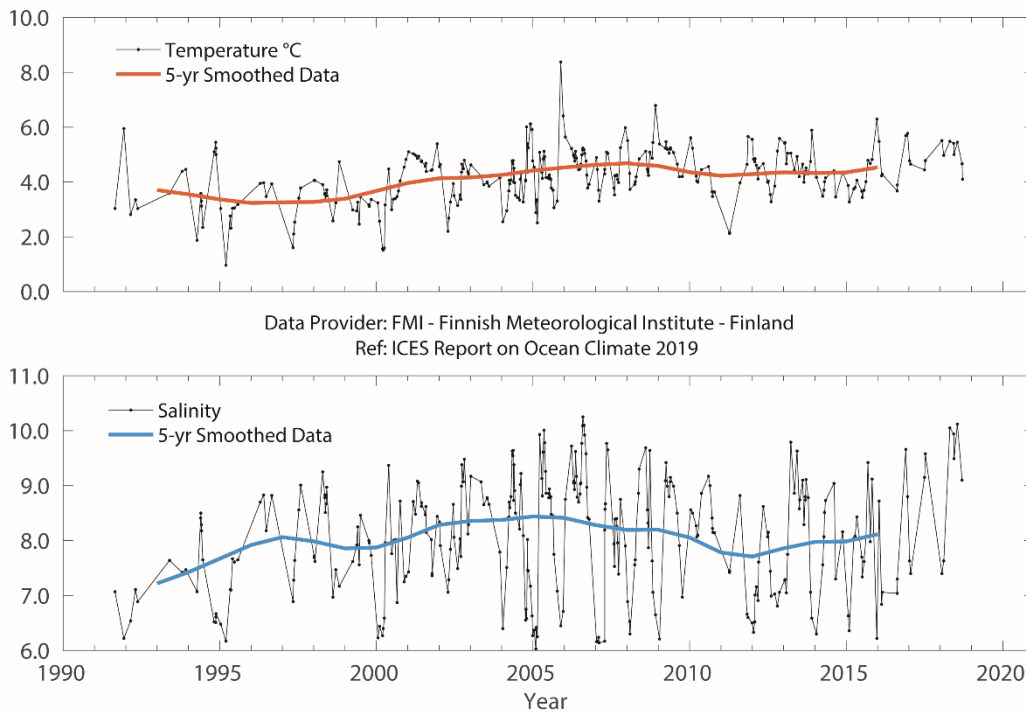 10.0
8.0
6.0
4.0
2.0
0.0
Temperature °C
5-yr Smoothed Data
Data Provider: FMI - Finnish Meteorological Institute - Finland
Ref: ICES Report on Ocean Climate 2019
11.0
10.0
9.0
8.0
7.0
6.0
Salinity
5-yr Smoothed Data
1990 1995 2000 2005 2010 2015 2020
Year